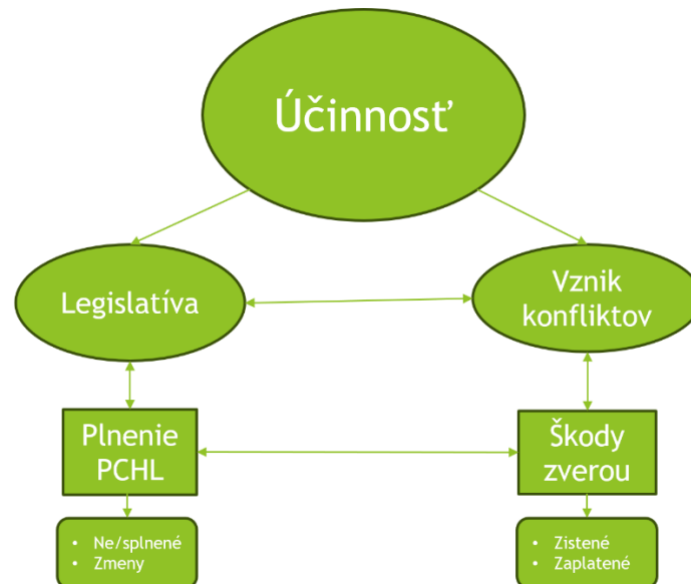 Účinnosť
Legislatíva
Vznik
konfliktov
Plnenie
PCHL
Škody
zverou
• Ne/splnené
• Zmeny
• Zistené
• Zaplatené